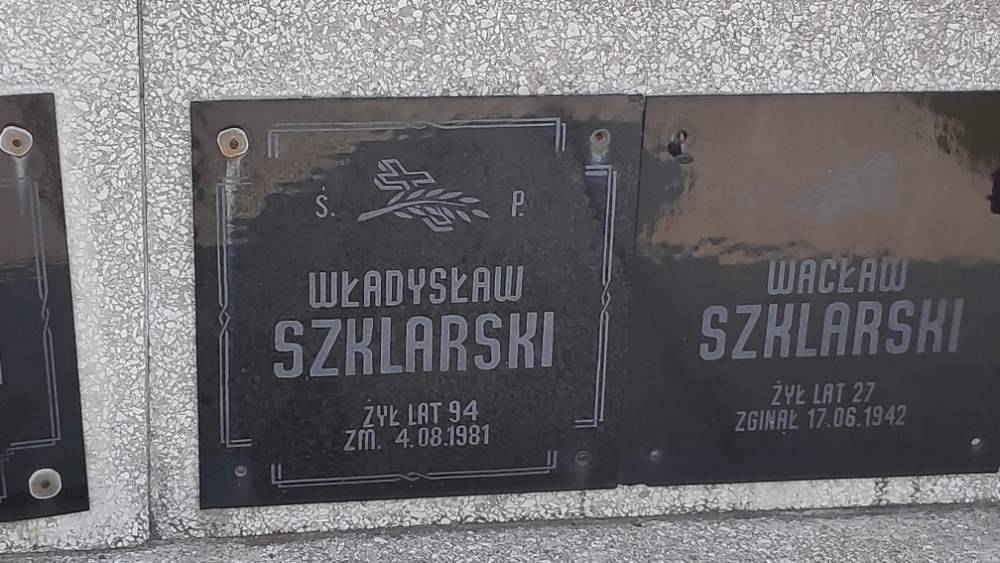 Ś. P.
WŁADYSŁAW
SZKLARSKI
ŻYŁ LAT 94
ZM. 4.08.1981
WACŁAW
SZKLARSKI
ŻYŁ LAT 27
ZGINĄŁ 17.06.1942